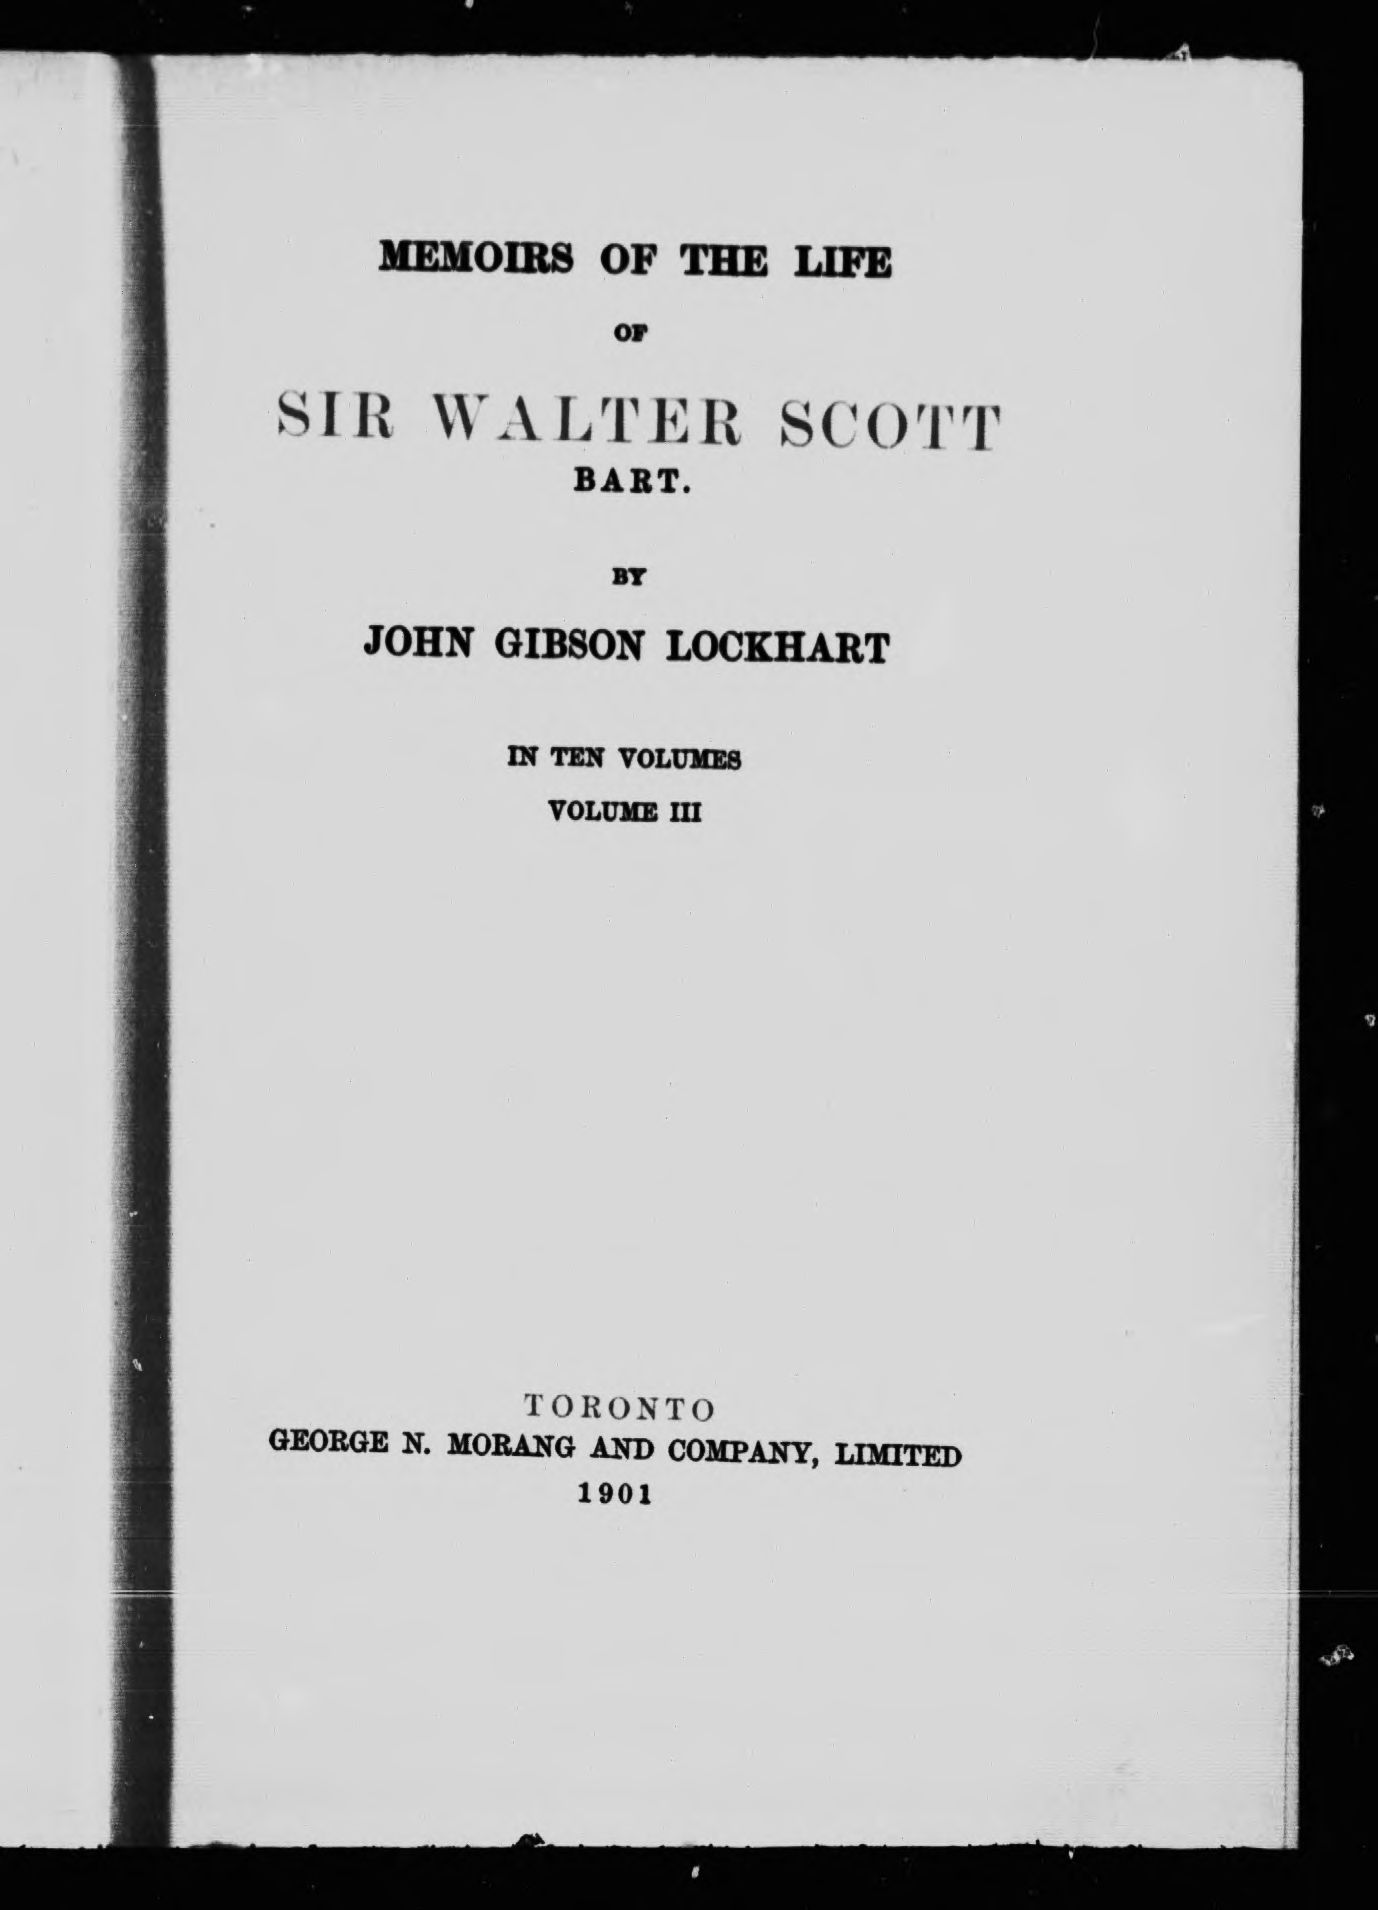 MEMOIRS OF THE LIFE
OF
SIR WALTER SCOTT
BART.
BY
JOHN GIBSON LOCKHART
IN TEN VOLUMES
VOLUME III
TORONTO
GEORGE N. MORANG AND COMPANY, LIMITED
1901